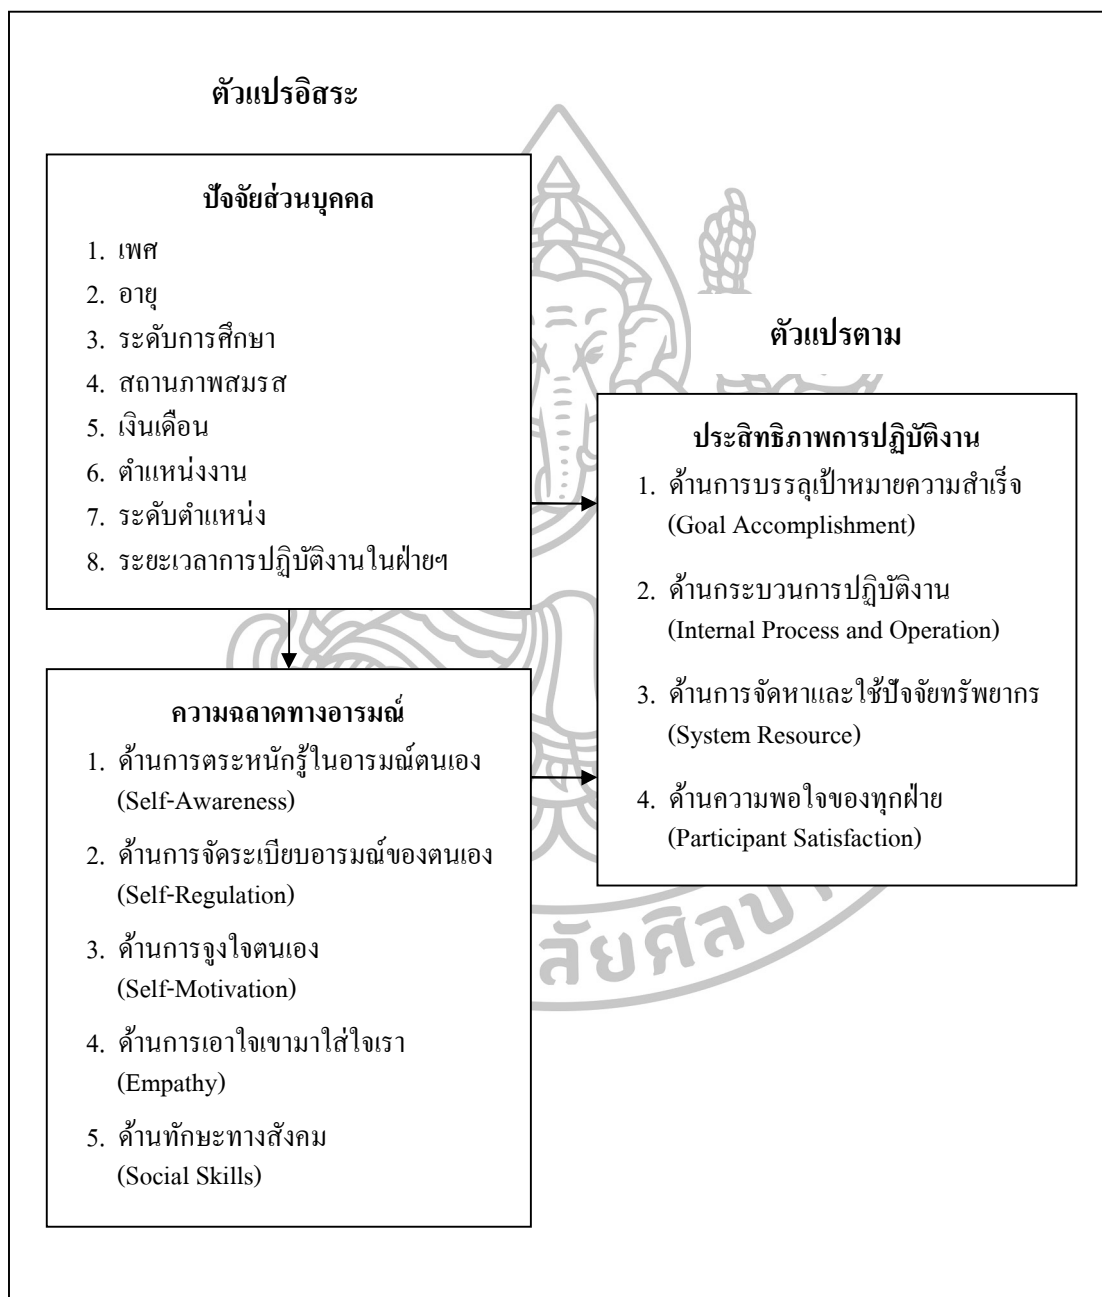 ตัวแปรอิสระ
ปัจจัยส่วนบุคคล
1. เพศ
2. อายุ
3. ระดับการศึกษา
4. สถานภาพสมรส
5. เงินเดือน
6. ตำแหน่งงาน
7. ระดับตำแหน่ง
8. ระยะเวลาการปฏิบัติงานในฝ่ายฯ
ความฉลาดทางอารมณ์
1. ด้านการตระหนักรู้ในอารมณ์ตนเอง
(Self-Awareness)
2. ด้านการจัดระเบียบอารมณ์ของตนเอง
(Self-Regulation)
3. ด้านการจูงใจตนเอง
(Self-Motivation)
4. ด้านการเอาใจเขามาใส่ใจเรา
(Empathy)
5. ด้านทักษะทางสังคม
(Social Skills)
ตัวแปรตาม
ประสิทธิภาพการปฏิบัติงาน
1. ด้านการบรรลุเป้าหมายความสำเร็จ
(Goal Accomplishment)
2. ด้านกระบวนการปฏิบัติงาน
(Internal Process and Operation)
3. ด้านการจัดหาและใช้ปัจจัยทรัพยากร
(System Resource)
4. ด้านความพอใจของทุกฝ่าย
(Participant Satisfaction)
ลัยศิลปา